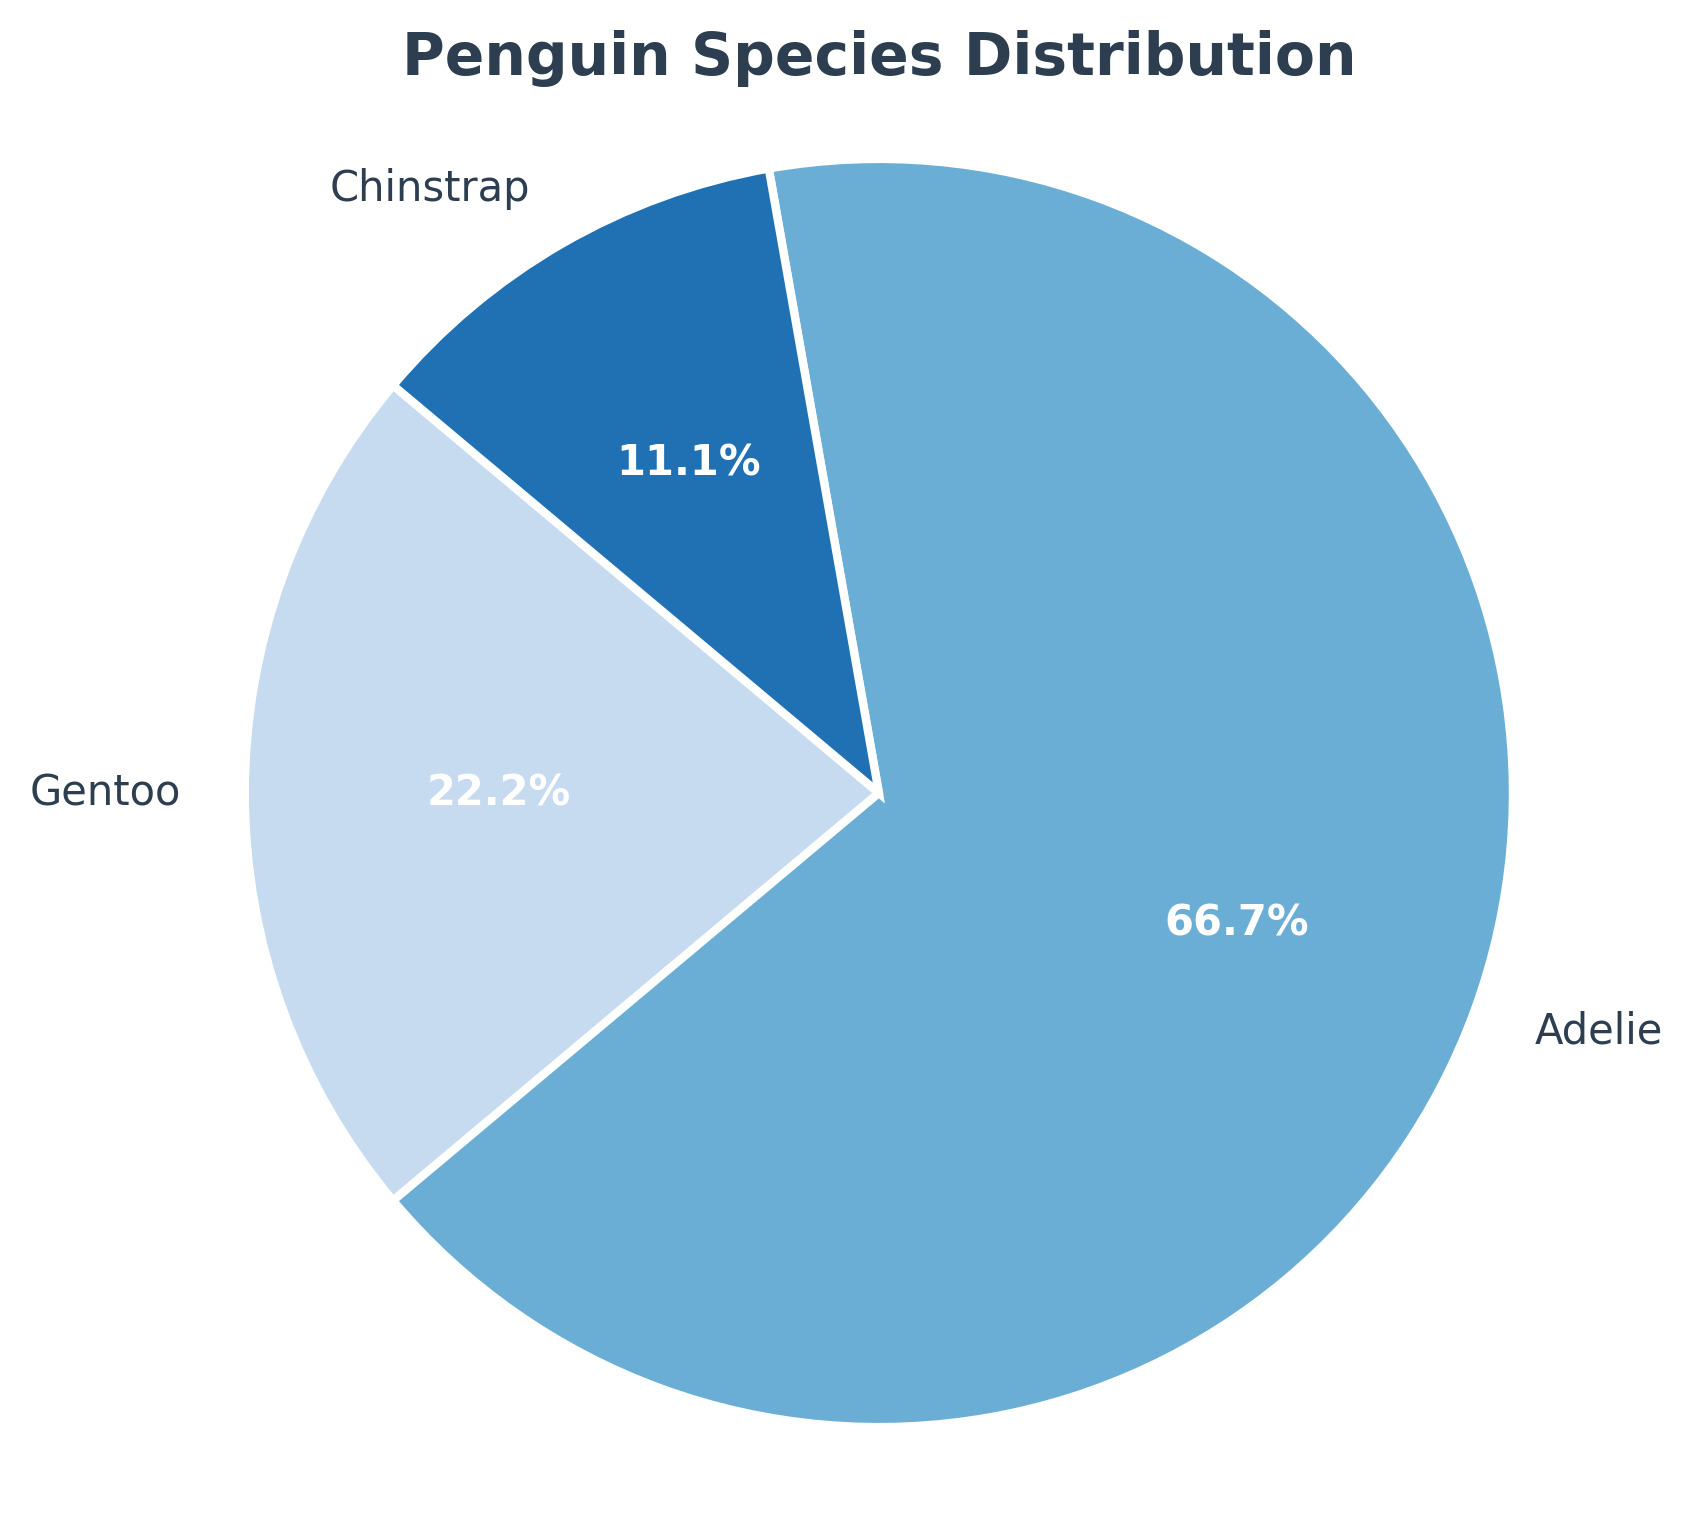 Penguin Species Distribution
Chinstrap
11.1%
Gentoo
22.2%
66.7%
Adelie